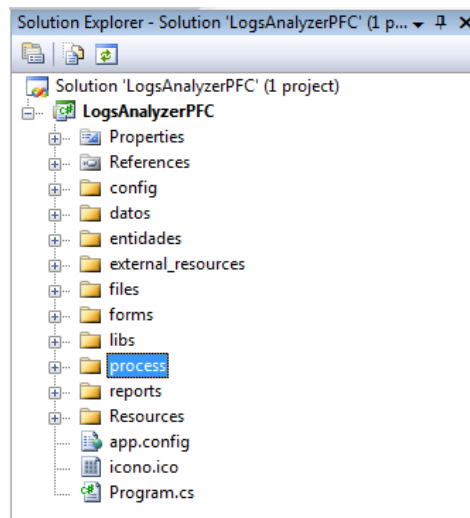 Solution Explorer - Solution 'LogsAnalyzerPFC' (1 p...
Solution 'LogsAnalyzerPFC' (1 project)
LogsAnalyzerPFC
Properties
References
config
datos
entidades
external_resources
files
forms
libs
process
reports
Resources
app.config
icono.ico
Program.cs